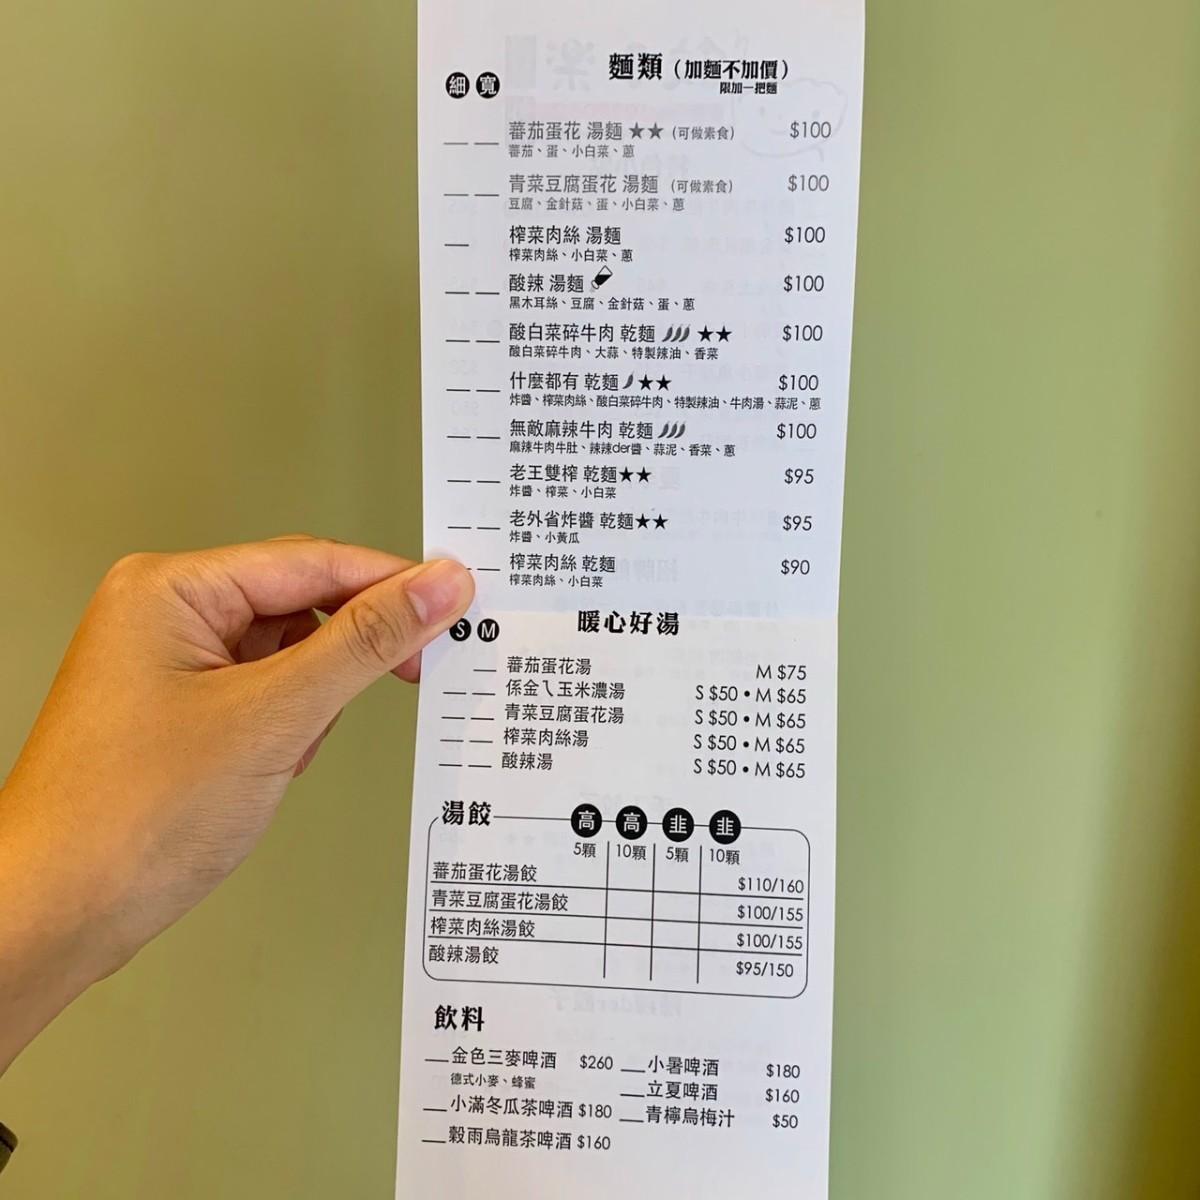 麵類（加麵不加價）
限加一把麵
細 寬
蕃茄蛋花 湯麵 ★★（可做素食） $100
蕃茄、蛋、小白菜、蔥
青菜豆腐蛋花 湯麵 （可做素食） $100
豆腐、金針菇、蛋、小白菜、蔥
榨菜肉絲 湯麵 $100
榨菜肉絲、小白菜、蔥
酸辣 湯麵 $100
黑木耳絲、豆腐、金針菇、蛋、蔥
酸白菜碎牛肉 乾麵 ★★ $100
酸白菜碎牛肉、大蒜、特製辣油、香菜
什麼都有 乾麵 ★★ $100
炸醬、榨菜肉絲、酸白菜碎牛肉、特製辣油、牛肉湯、蒜泥、蔥
無敵麻辣牛肉 乾麵 $100
麻辣牛肉牛肚、辣辣der醬、蒜泥、香菜、蔥
老王雙榨 乾麵★★ $95
炸醬、榨菜、小白菜
老外省炸醬 乾麵★★ $95
炸醬、小黃瓜
榨菜肉絲 乾麵 $90
榨菜肉絲、小白菜
暖心好湯
S M
蕃茄蛋花湯 M $75
係金ㄟ玉米濃湯 S $50 • M $65
青菜豆腐蛋花湯 S $50 • M $65
榨菜肉絲湯 S $50 • M $65
酸辣湯 S $50 • M $65
湯餃 高 高 韭 韭
5顆 10顆 5顆 10顆
蕃茄蛋花湯餃 $110/160
青菜豆腐蛋花湯餃 $100/155
榨菜肉絲湯餃 $100/155
酸辣湯餃 $95/150
飲料
金色三麥啤酒 $260 小暑啤酒 $180
德式小麥、蜂蜜 立夏啤酒 $160
小滿冬瓜茶啤酒 $180 青檸烏梅汁 $50
穀雨烏龍茶啤酒 $160